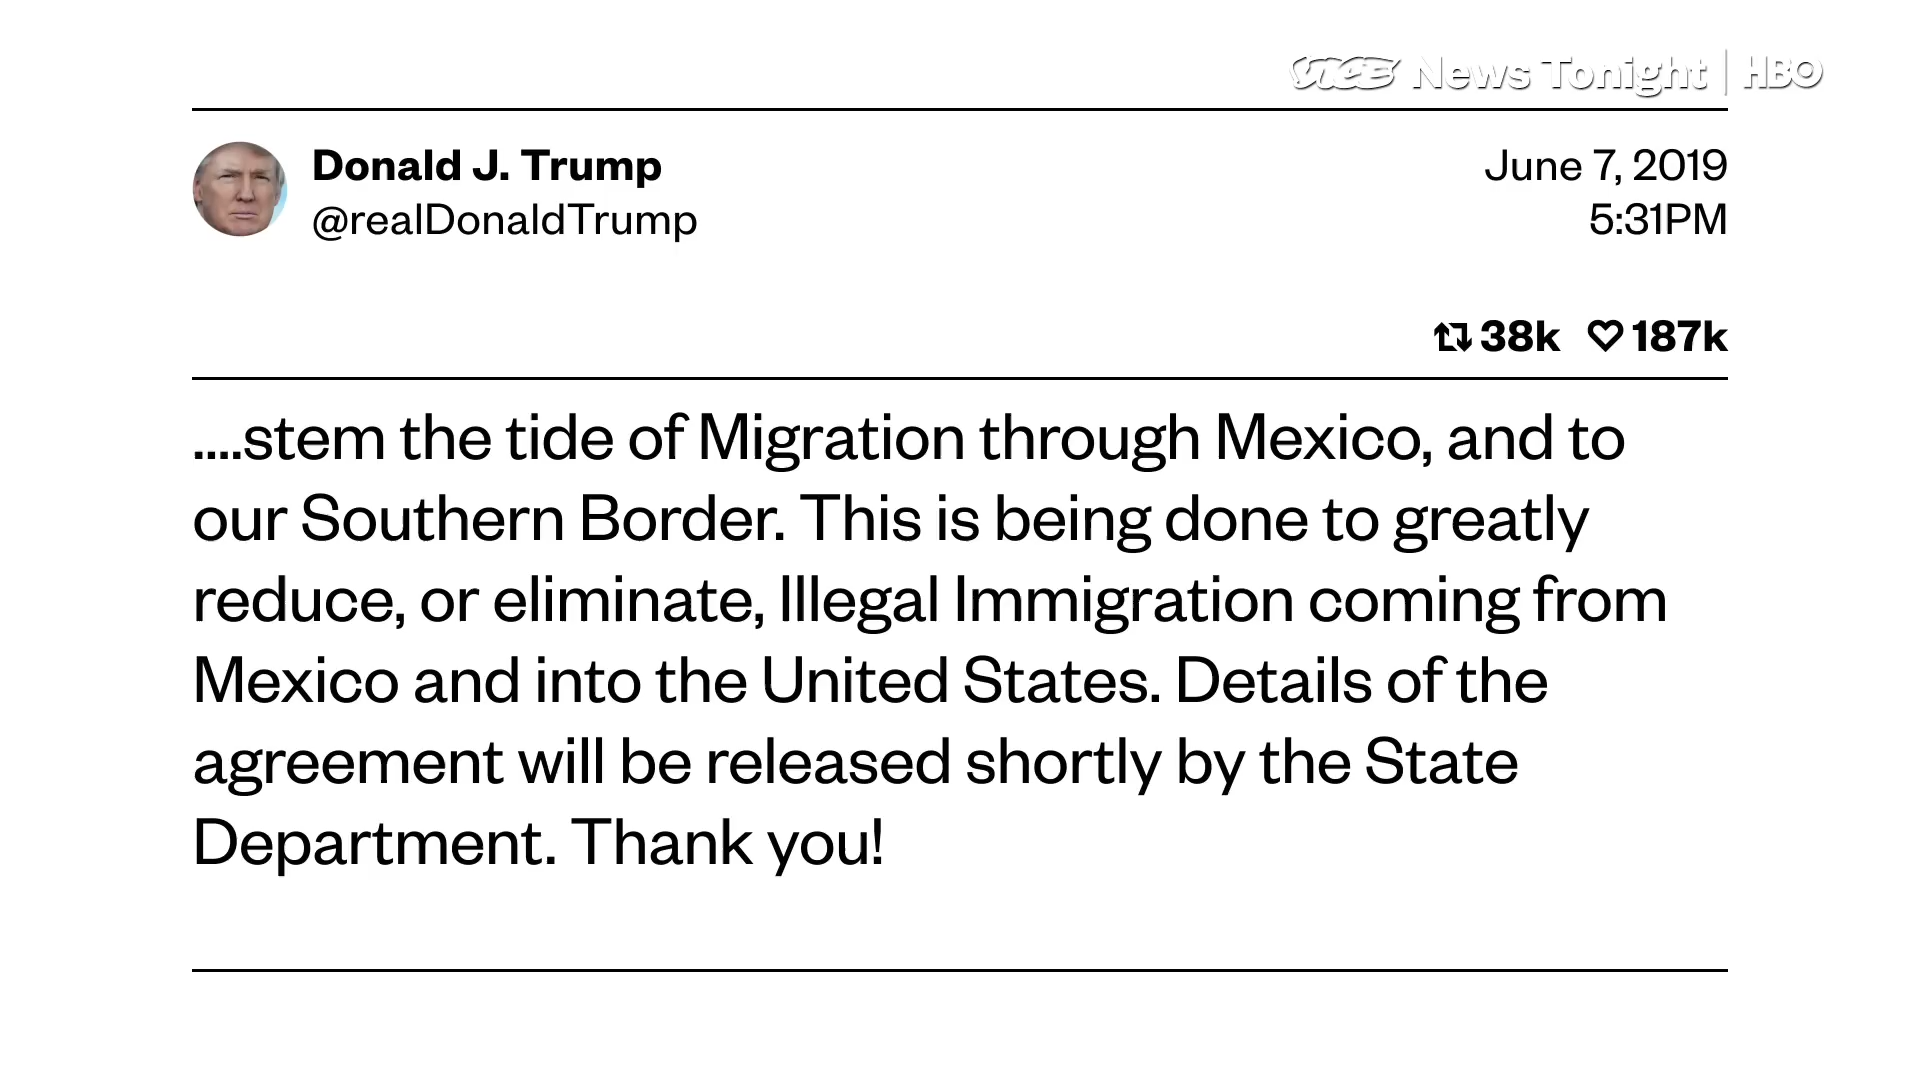 VICE News Tonight | HBO
Donald J. Trump
@realDonaldTrump
June 7, 2019
5:31PM
38k 187k
....stem the tide of Migration through Mexico, and to
our Southern Border. This is being done to greatly
reduce, or eliminate, Illegal Immigration coming from
Mexico and into the United States. Details of the
agreement will be released shortly by the State
Department. Thank you!